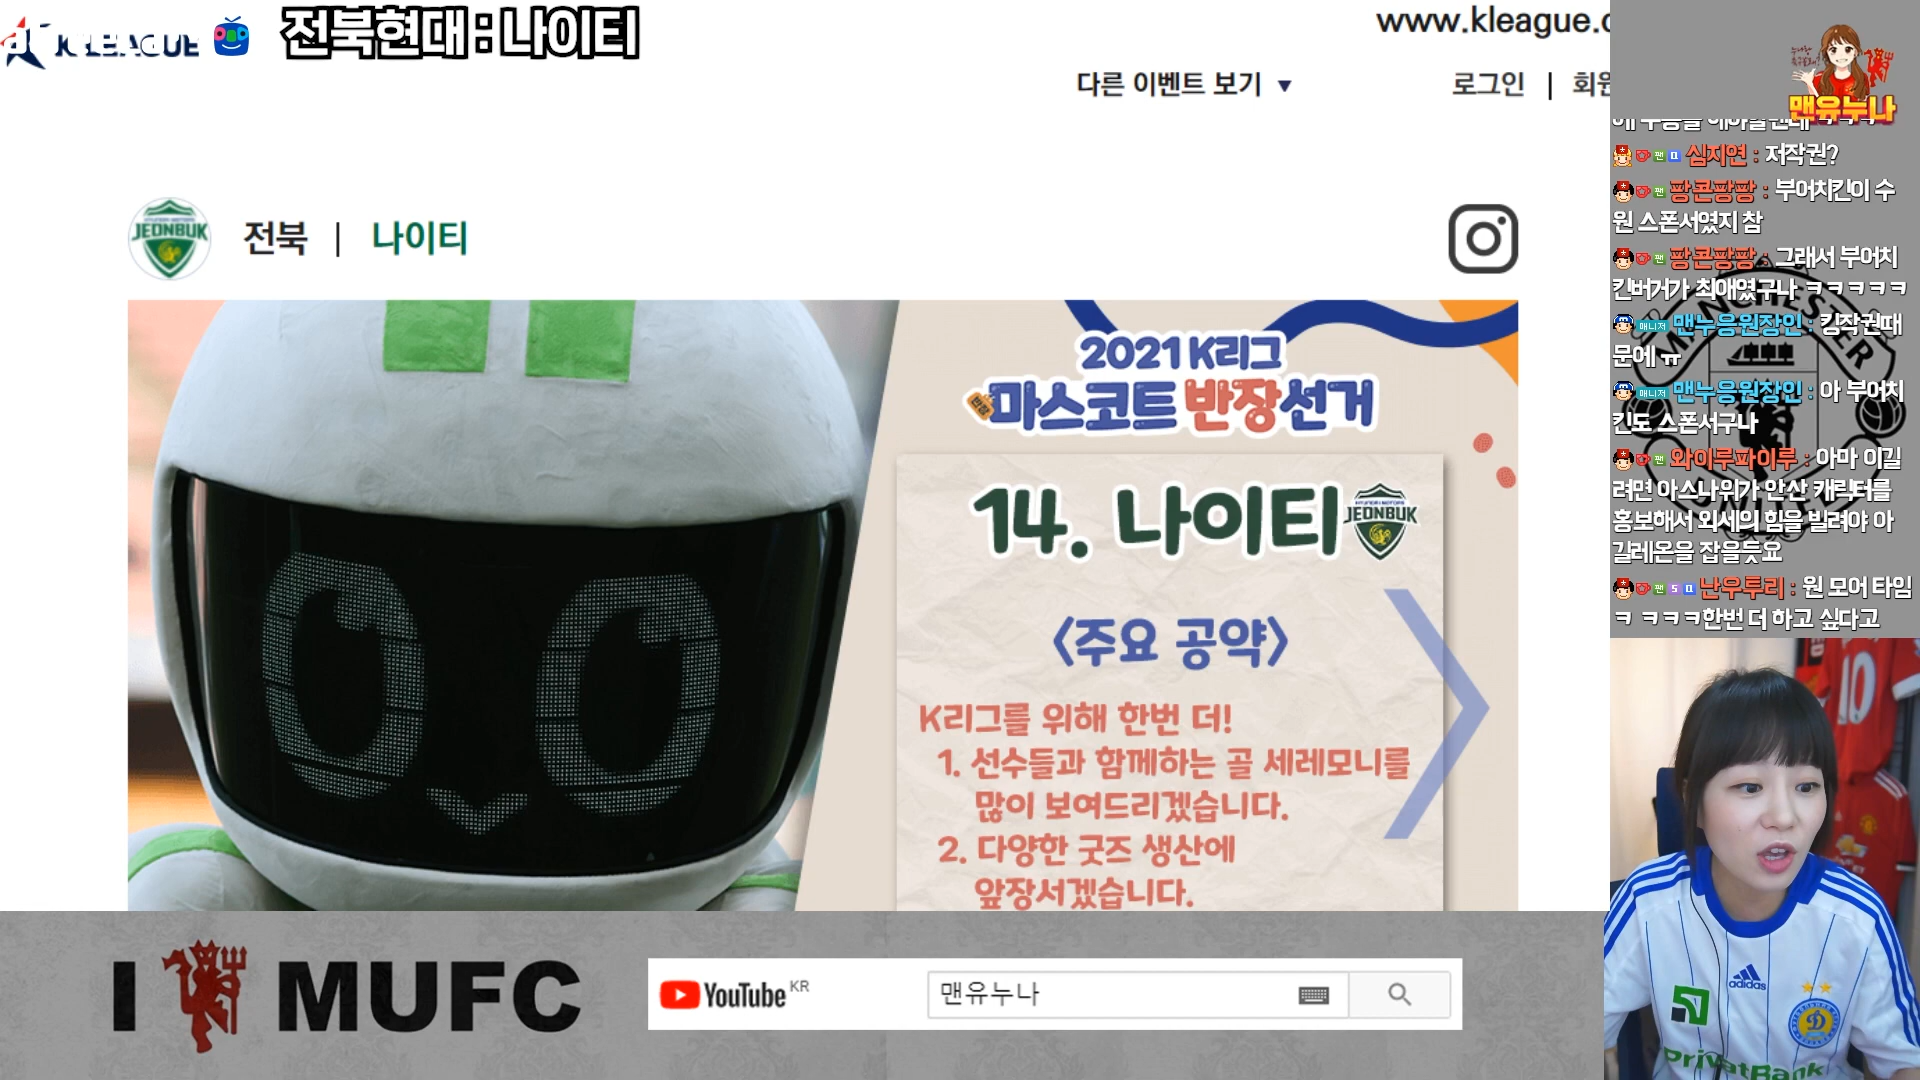 K LEAGUE
전북현대 : 나이티
www.kleague.c
다른 이벤트 보기 ▼
로그인 | 회원
맨유누나
심지연 : 저작권?
팡콘팡팡 : 부어치킨이 수
원 스폰서였지 참
팡콘팡팡 : 그래서 부어치
킨버거가 최애였구나 ㅋㅋㅋㅋㅋ
매니저 맨누응원장인 : 킹작권때
문에 ㅠ
매니저 맨누응원장인 : 아 부어치
킨도 스폰서구나
와이루파이루 : 아마 이길
려면 아스나위가 안산 캐릭터를
홍보해서 외세의 힘을 빌려야 아
길레온을 잡을듯요
난우투리 : 원 모어 타임
ㅋ ㅋㅋㅋ한번 더 하고 싶다고
JEONBUK
전북 | 나이티
2021 K리그
마스코트 반장선거
14. 나이티
JEONBUK
<주요 공약>
K리그를 위해 한번 더!
1. 선수들과 함께하는 골 세레모니를
많이 보여드리겠습니다.
2. 다양한 굿즈 생산에
앞장서겠습니다.
I MUFC
YouTube KR
맨유누나
10
adidas
PrivatBank